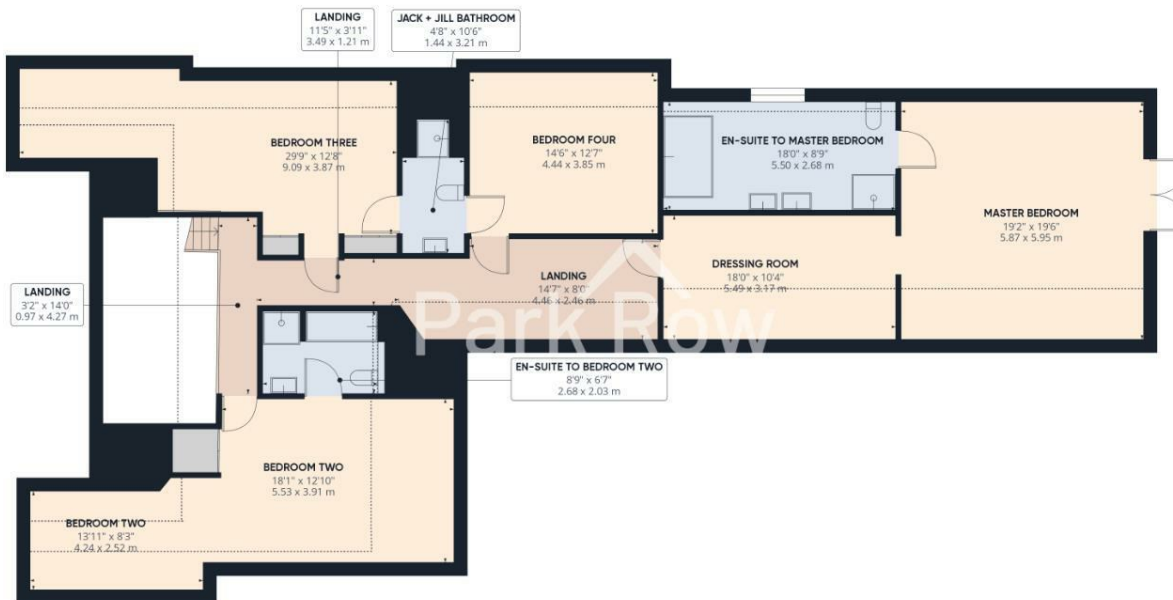 LANDING
11'5" x 3'11"
3.49 x 1.21 m
JACK + JILL BATHROOM
4'8" x 10'6"
1.44 x 3.21 m
BEDROOM THREE
29'9" x 12'8"
9.09 x 3.87 m
BEDROOM FOUR
14'6" x 12'7"
4.44 x 3.85 m
EN-SUITE TO MASTER BEDROOM
18'0" x 8'9"
5.50 x 2.68 m
MASTER BEDROOM
19'2" x 19'6"
5.87 x 5.95 m
DRESSING ROOM
18'0" x 10'4"
5.49 x 3.17 m
LANDING
14'7" x 8'0"
4.46 x 2.46 m
LANDING
3'2" x 14'0"
0.97 x 4.27 m
Park Row
EN-SUITE TO BEDROOM TWO
8'9" x 6'7"
2.68 x 2.03 m
BEDROOM TWO
18'1" x 12'10"
5.53 x 3.91 m
BEDROOM TWO
13'11" x 8'3"
4.24 x 2.52 m